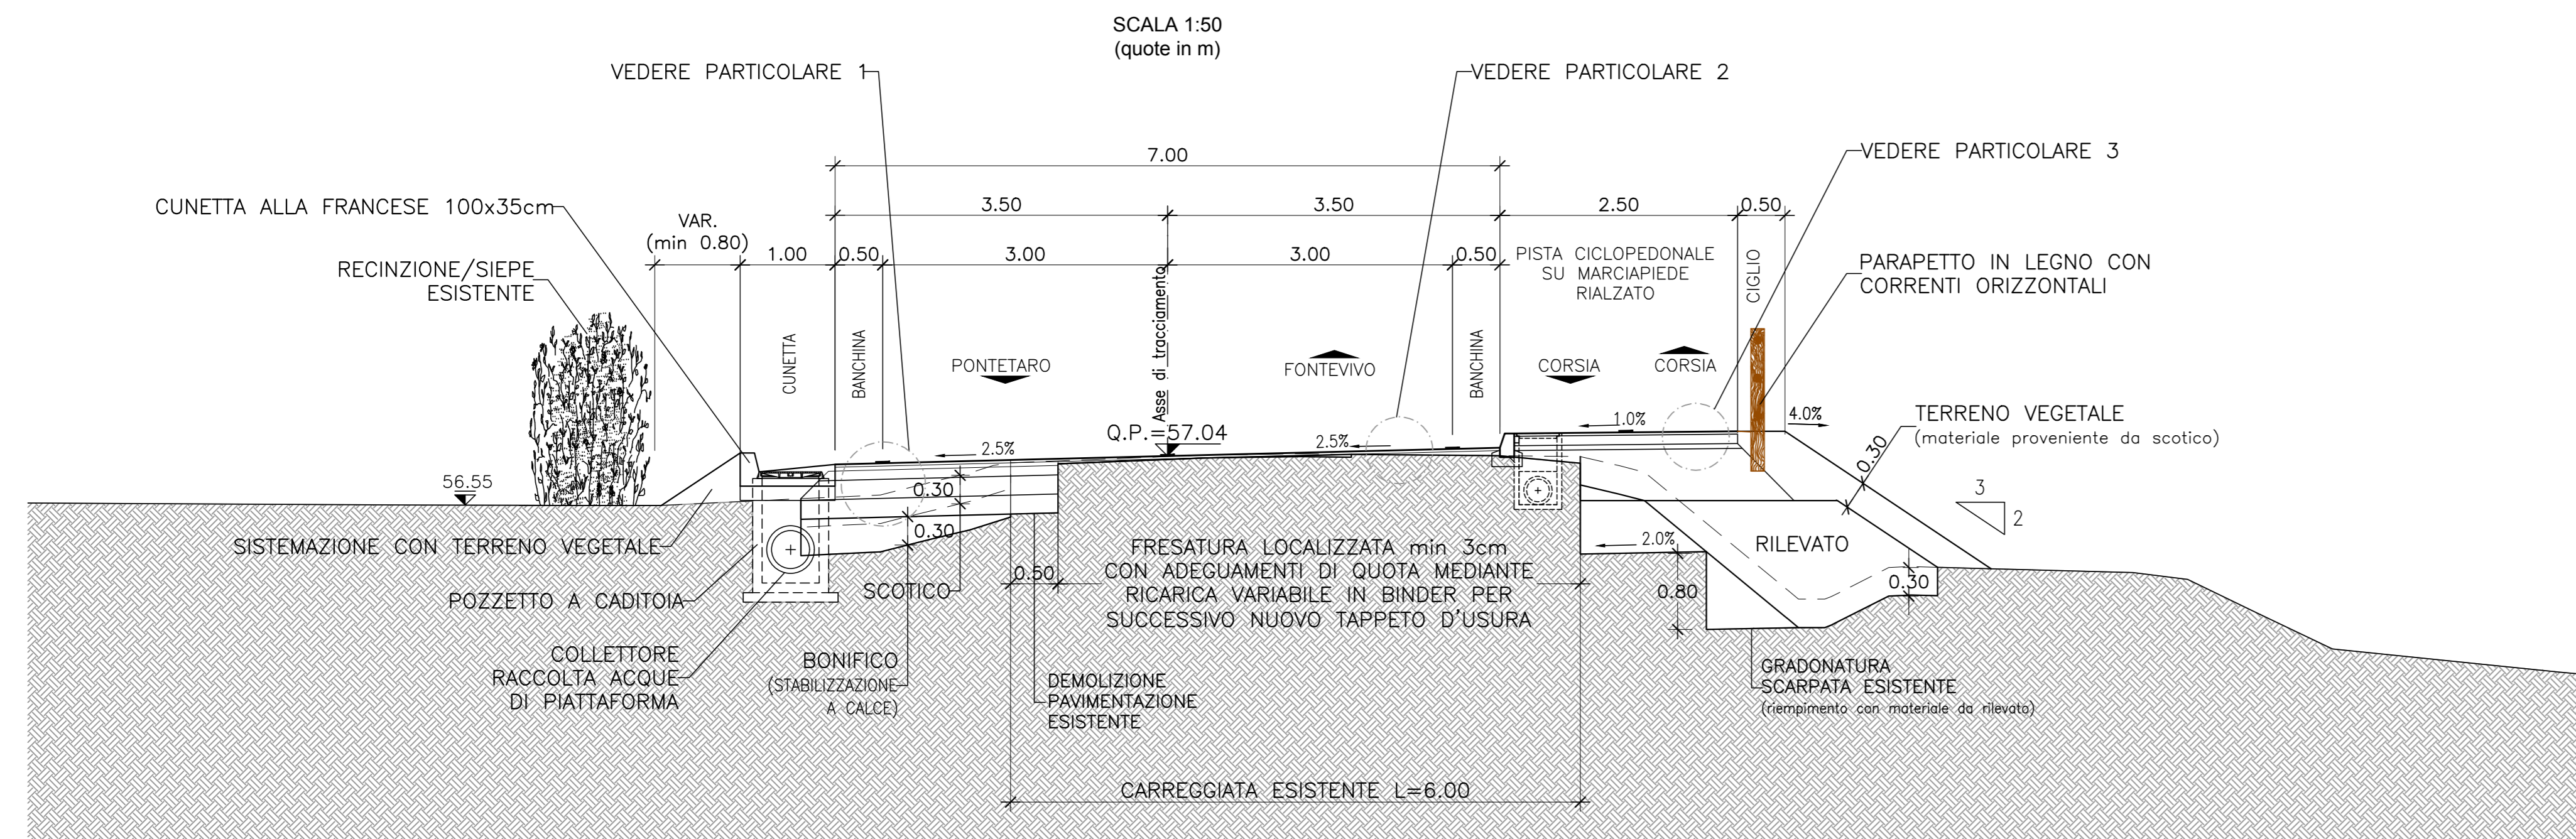 SCALA 1:50
(quote in m)
VEDERE PARTICOLARE 1
VEDERE PARTICOLARE 2
VEDERE PARTICOLARE 3
7.00
CUNETTA ALLA FRANCESE 100x35cm
3.50
3.50
2.50
0.50
VAR.
(min 0.80)
1.00
0.50
3.00
3.00
0.50
PISTA CICLOPEDONALE
SU MARCIAPIEDE
RIALZATO
CIGLIO
RECINZIONE/SIEPE
ESISTENTE
PARAPETTO IN LEGNO CON
CORRENTI ORIZZONTALI
CUNETTA
BANCHINA
PONTETARO
Asse di tracciamento
FONTEVIVO
BANCHINA
CORSIA
CORSIA
Q.P.=57.04
2.5%
2.5%
1.0%
4.0%
TERRENO VEGETALE
(materiale proveniente da scotico)
0.30
56.55
0.30
0.30
3
2
SISTEMAZIONE CON TERRENO VEGETALE
FRESATURA LOCALIZZATA min 3cm
CON ADEGUAMENTI DI QUOTA MEDIANTE
RICARICA VARIABILE IN BINDER PER
SUCCESSIVO NUOVO TAPPETO D'USURA
2.0%
RILEVATO
0.50
0.80
0.30
SCOTICO
POZZETTO A CADITOIA
COLLETTORE
RACCOLTA ACQUE
DI PIATTAFORMA
BONIFICO
(STABILIZZAZIONE
A CALCE)
DEMOLIZIONE
PAVIMENTAZIONE
ESISTENTE
GRADONATURA
SCARPATA ESISTENTE
(riempimento con materiale da rilevato)
CARREGGIATA ESISTENTE L=6.00